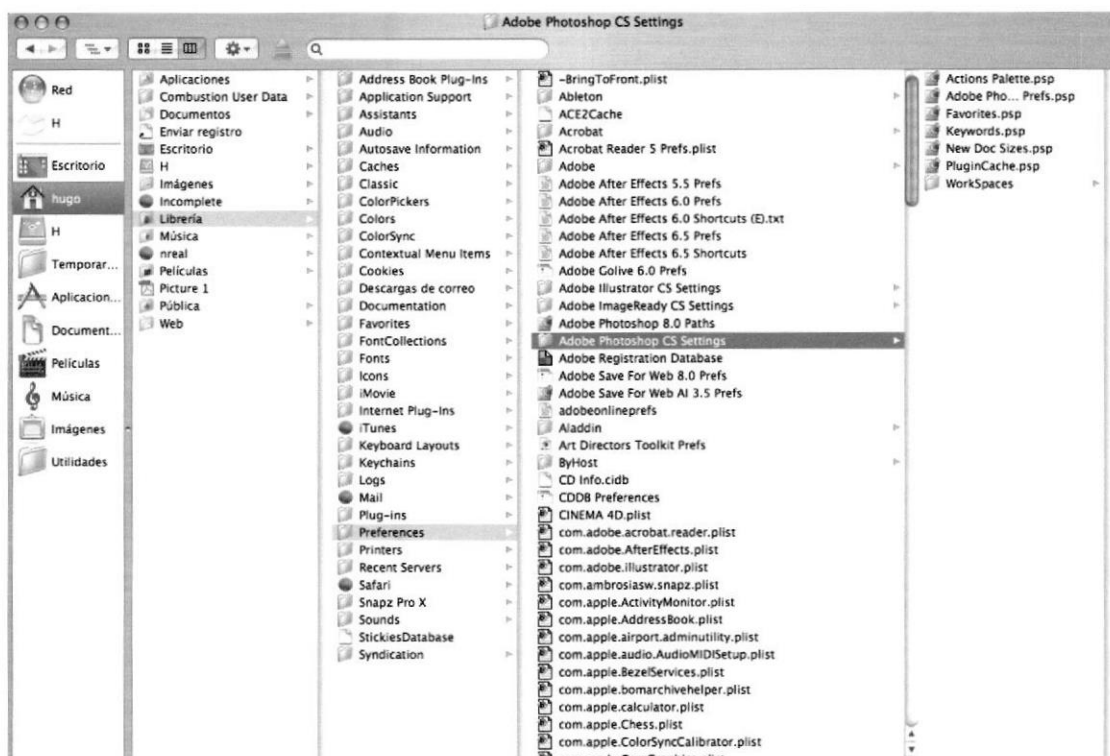 Adobe Photoshop CS Settings
Red
H
Escritorio
hugo
H
Temporar...
Aplicacion...
Document...
Películas
Música
Imágenes
Utilidades
Aplicaciones
Combustion User Data
Documentos
Enviar registro
Escritorio
H
Imágenes
Incomplete
Librería
Música
nreal
Películas
Picture 1
Pública
Web
Address Book Plug-Ins
Application Support
Assistants
Audio
Autosave Information
Caches
Classic
ColorPickers
Colors
ColorSync
Contextual Menu Items
Cookies
Descargas de correo
Documentation
Favorites
FontCollections
Fonts
Icons
iMovie
Internet Plug-Ins
iTunes
Keyboard Layouts
Keychains
Logs
Mail
Plug-ins
Preferences
Printers
Recent Servers
Safari
Snapz Pro X
Sounds
StickiesDatabase
Syndication
-BringToFront.plist
Ableton
ACE2Cache
Acrobat
Acrobat Reader 5 Prefs.plist
Adobe
Adobe After Effects 5.5 Prefs
Adobe After Effects 6.0 Prefs
Adobe After Effects 6.0 Shortcuts (E).txt
Adobe After Effects 6.5 Prefs
Adobe After Effects 6.5 Shortcuts
Adobe Golive 6.0 Prefs
Adobe Illustrator CS Settings
Adobe ImageReady CS Settings
Adobe Photoshop 8.0 Paths
Adobe Photoshop CS Settings
Adobe Registration Database
Adobe Save For Web 8.0 Prefs
Adobe Save For Web AI 3.5 Prefs
adobeonlineprefs
Aladdin
Art Directors Toolkit Prefs
ByHost
CD Info.cidb
CDDB Preferences
CINEMA 4D.plist
com.adobe.acrobat.reader.plist
com.adobe.AfterEffects.plist
com.adobe.illustrator.plist
com.ambrosiasw.snapz.plist
com.apple.ActivityMonitor.plist
com.apple.AddressBook.plist
com.apple.airport.adminutility.plist
com.apple.audio.AudioMIDISetup.plist
com.apple.BezelServices.plist
com.apple.bomarchivehelper.plist
com.apple.calculator.plist
com.apple.Chess.plist
com.apple.ColorSyncCalibrator.plist
Actions Palette.psp
Adobe Pho... Prefs.psp
Favorites.psp
Keywords.psp
New Doc Sizes.psp
PluginCache.psp
WorkSpaces